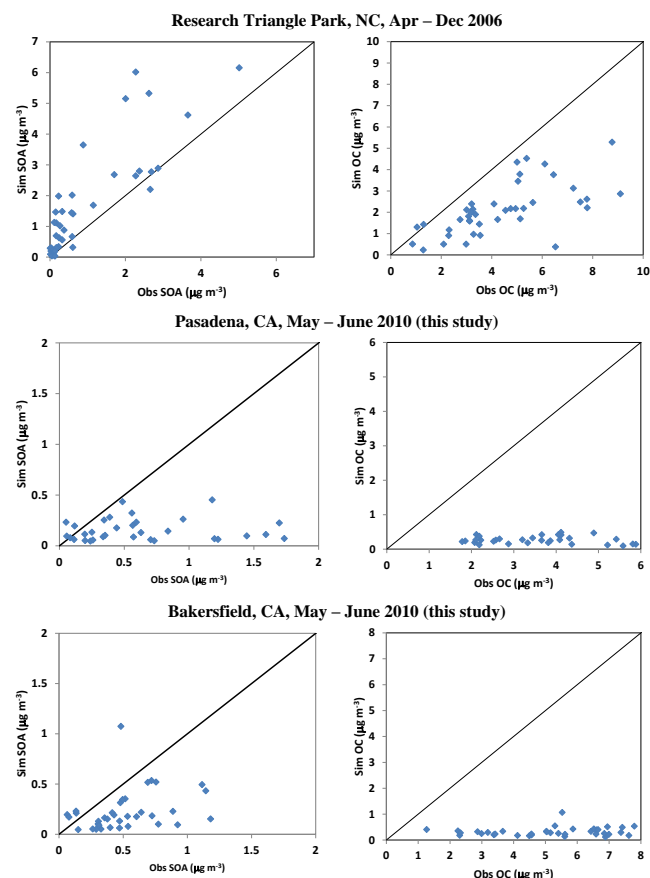 Research Triangle Park, NC, Apr – Dec 2006
7
6
5
4
3
2
1
0
0 2 4 6
Sim SOA (µg m-3)
Obs SOA (µg m-3)
10
9
8
7
6
5
4
3
2
1
0
0 1 2 3 4 5 6 7 8 9 10
Sim OC (µg m-3)
Obs OC (µg m-3)
Pasadena, CA, May – June 2010 (this study)
2
1.5
1
0.5
0
0 0.5 1 1.5 2
Sim SOA (µg m-3)
Obs SOA (µg m-3)
6
5
4
3
2
1
0
0 1 2 3 4 5 6
Sim OC (µg m-3)
Obs OC (µg m-3)
Bakersfield, CA, May – June 2010 (this study)
2
1.5
1
0.5
0
0 0.5 1 1.5 2
Sim SOA (µg m-3)
Obs SOA (µg m-3)
8
7
6
5
4
3
2
1
0
0 1 2 3 4 5 6 7 8
Sim OC (µg m-3)
Obs OC (µg m-3)